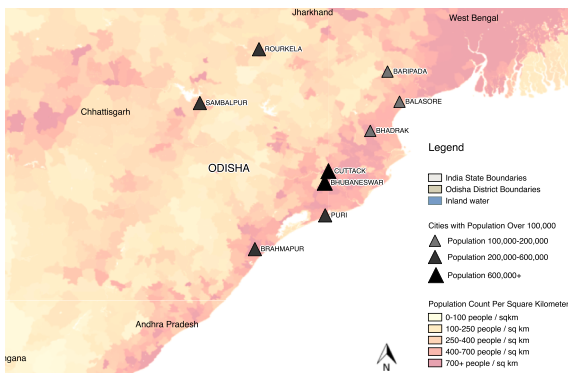 Jharkhand
West Bengal
ROURKELA
BARIPADA
SAMBALPUR
BALASORE
Chhattisgarh
BHADRAK
ODISHA
CUTTACK
BHUBANESWAR
PURI
BRAHMAPUR
Andhra Pradesh
ngana
N
Legend
India State Boundaries
Odisha District Boundaries
Inland water
Cities with Population Over 100,000
Population 100,000-200,000
Population 200,000-600,000
Population 600,000+
Population Count Per Square Kilometer
0-100 people / sqkm
100-250 people / sq km
250-400 people / sq km
400-700 people / sq km
700+ people / sq km